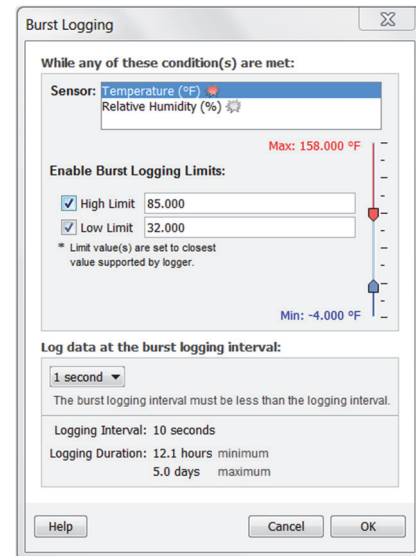 Burst Logging
While any of these condition(s) are met:
Sensor: Temperature (°F)
Relative Humidity (%)
Max: 158.000 °F
Enable Burst Logging Limits:
High Limit 85.000
Low Limit 32.000
* Limit value(s) are set to closest
value supported by logger.
Min: -4.000 °F
Log data at the burst logging interval:
1 second
The burst logging interval must be less than the logging interval.
Logging Interval: 10 seconds
Logging Duration: 12.1 hours minimum
5.0 days maximum
Help Cancel OK